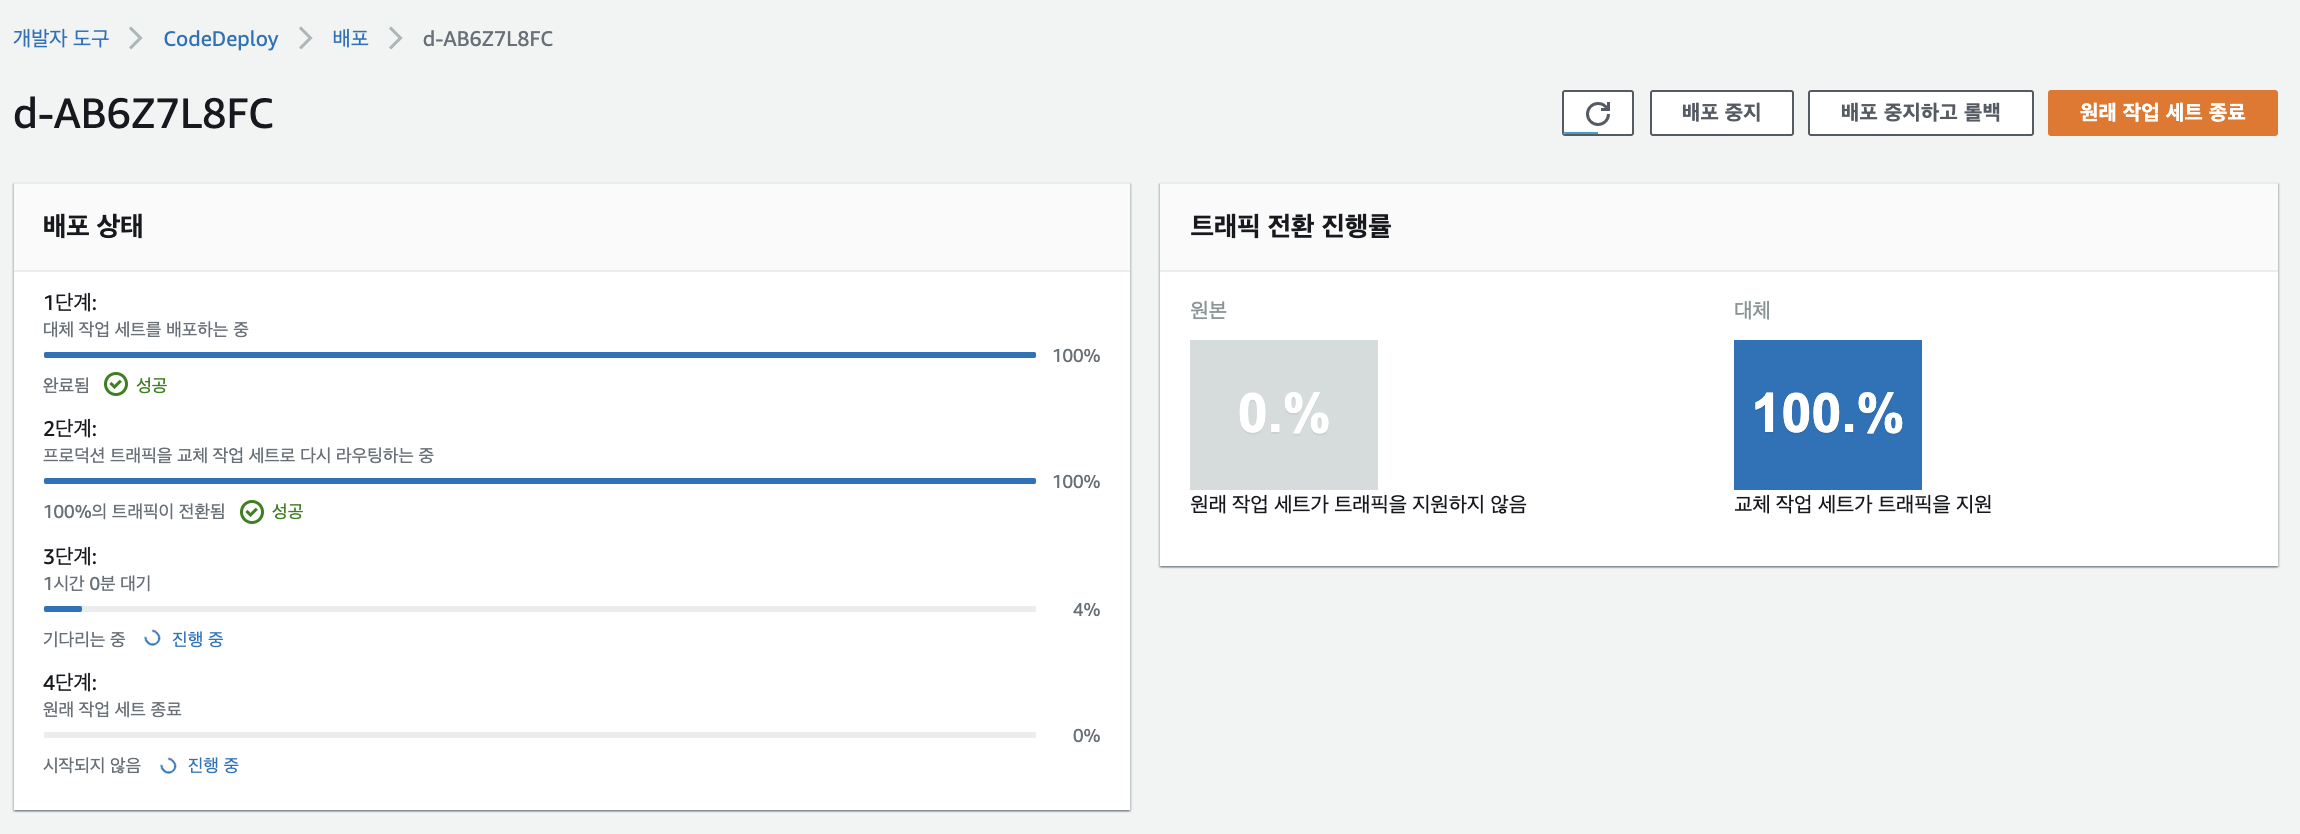 개발자 도구 > CodeDeploy > 배포 > d-AB6Z7L8FC
d-AB6Z7L8FC
배포 중지
배포 중지하고 롤백
원래 작업 세트 종료
배포 상태
1단계:
대체 작업 세트를 배포하는 중
100%
완료됨 성공
2단계:
프로덕션 트래픽을 교체 작업 세트로 다시 라우팅하는 중
100%
100%의 트래픽이 전환됨 성공
3단계:
1시간 0분 대기
4%
기다리는 중 진행 중
4단계:
원래 작업 세트 종료
0%
시작되지 않음 진행 중
트래픽 전환 진행률
원본
0.%
원래 작업 세트가 트래픽을 지원하지 않음
대체
100.%
교체 작업 세트가 트래픽을 지원